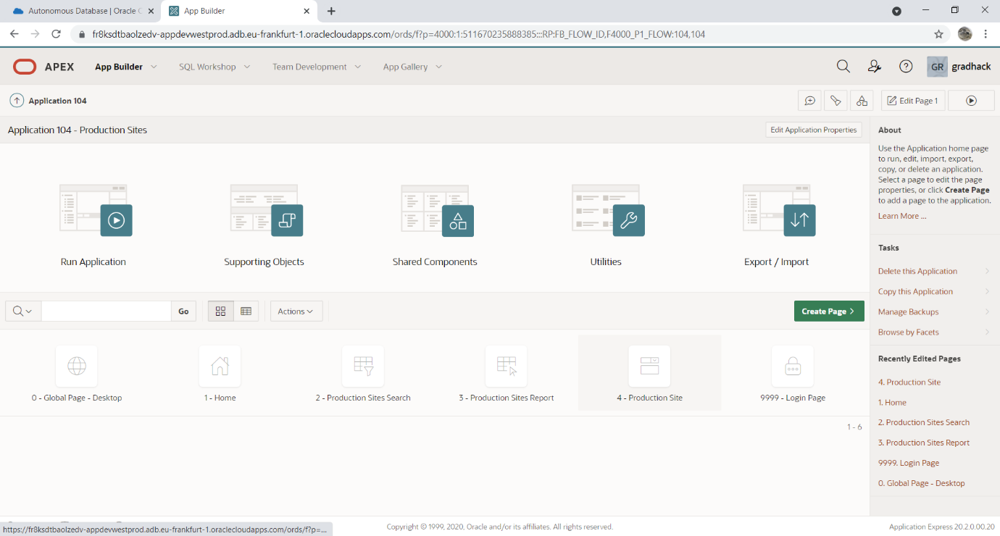 Autonomous Database | Oracle C
App Builder
fr8ksdtbaolzedv-appdevwestprod.adb.eu-frankfurt-1.oraclecloudapps.com/ords/f?p=4000:1:511670235888385:::RP:FB_FLOW_ID,F4000_P1_FLOW:104,104
APEX
App Builder
SQL Workshop
Team Development
App Gallery
GR
gradhack
Application 104
Edit Page 1
Application 104 - Production Sites
Edit Application Properties
Run Application
Supporting Objects
Shared Components
Utilities
Export / Import
Go
Actions
Create Page
0 - Global Page - Desktop
1 - Home
2 - Production Sites Search
3 - Production Sites Report
4 - Production Site
9999 - Login Page
1 - 6
About
Use the Application home page
to run, edit, import, export,
copy, or delete an application.
Select a page to edit the page
properties, or click Create Page
to add a page to the application.
Learn More ...
Tasks
Delete this Application
Copy this Application
Manage Backups
Browse by Facets
Recently Edited Pages
4. Production Site
1. Home
2. Production Sites Search
3. Production Sites Report
9999. Login Page
0. Global Page - Desktop
https://fr8ksdtbaolzedv-appdevwestprod.adb.eu-frankfurt-1.oraclecloudapps.com/ords/f?p=...
Copyright © 1999, 2020, Oracle and/or its affiliates. All rights reserved.
Application Express 20.2.0.00.20